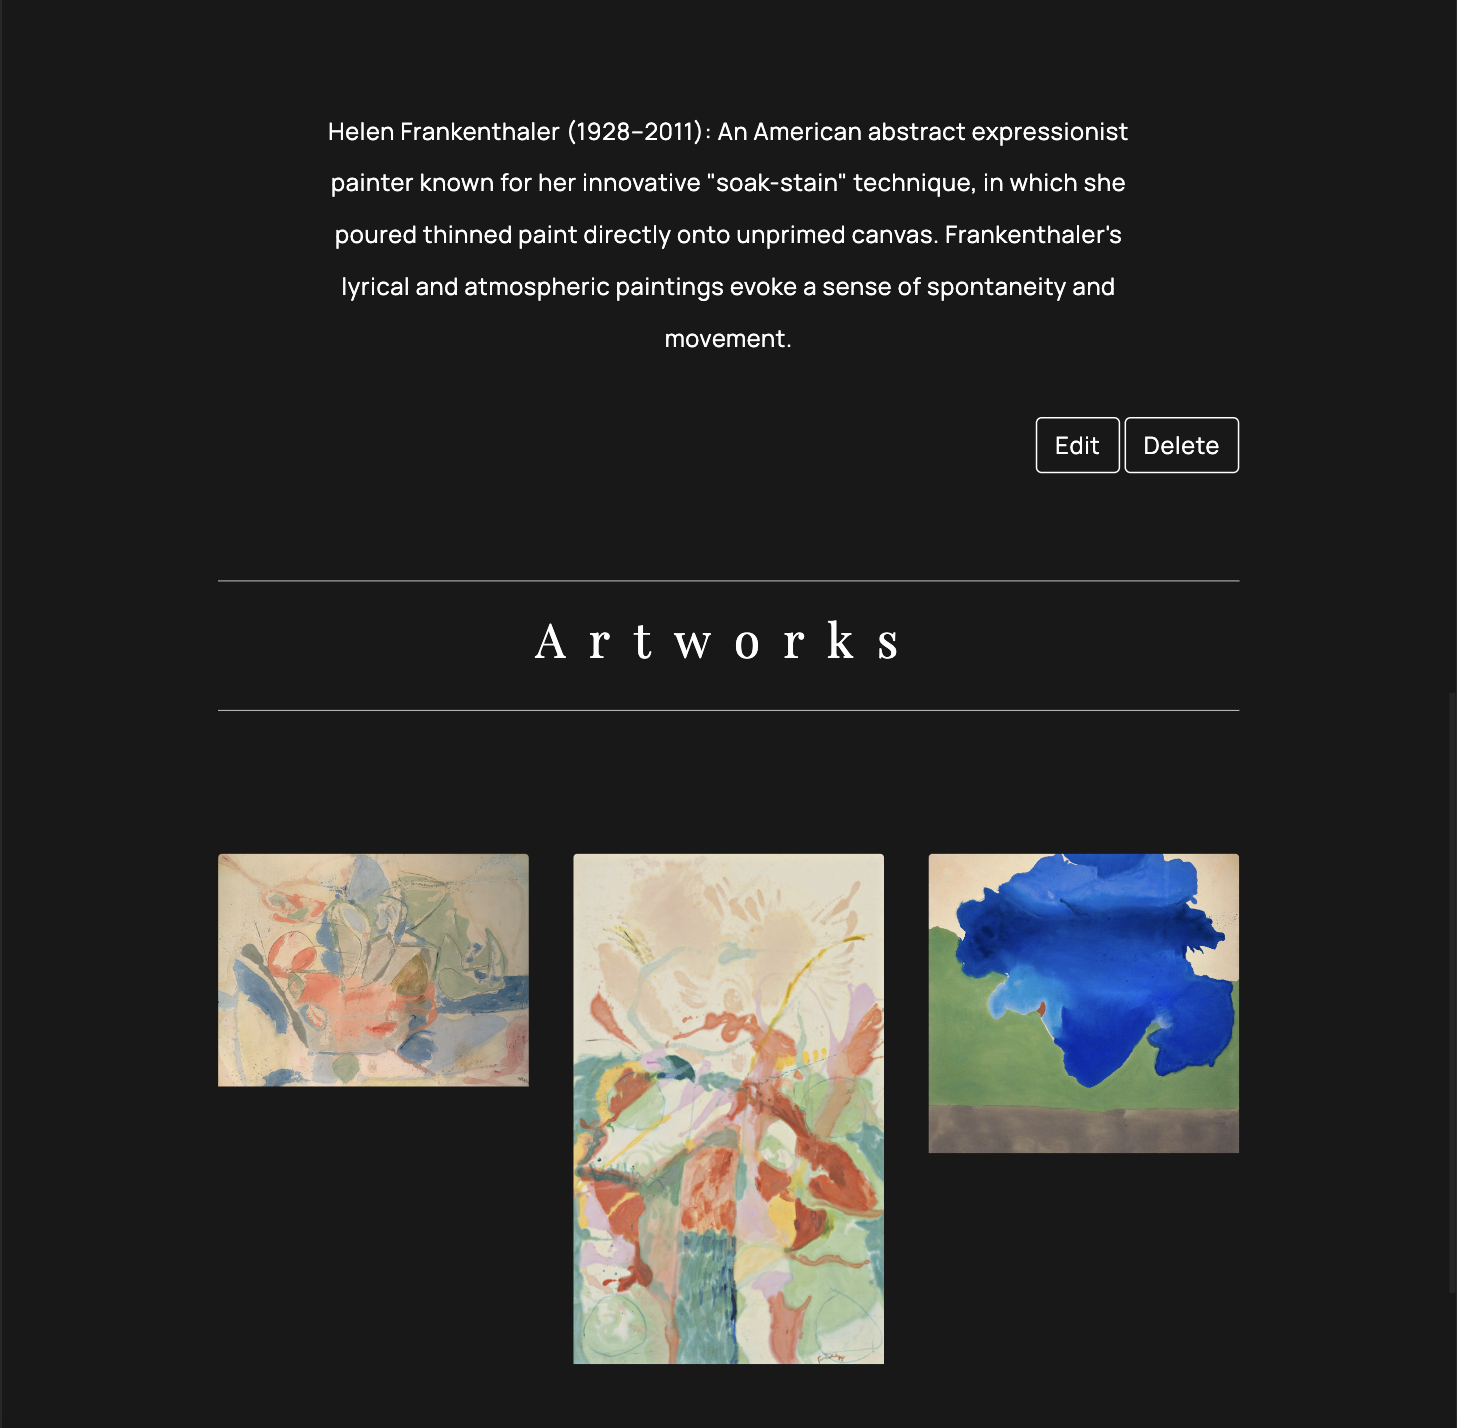 Helen Frankenthaler (1928–2011): An American abstract expressionist
painter known for her innovative "soak-stain" technique, in which she
poured thinned paint directly onto unprimed canvas. Frankenthaler's
lyrical and atmospheric paintings evoke a sense of spontaneity and
movement.
Edit Delete
Artworks